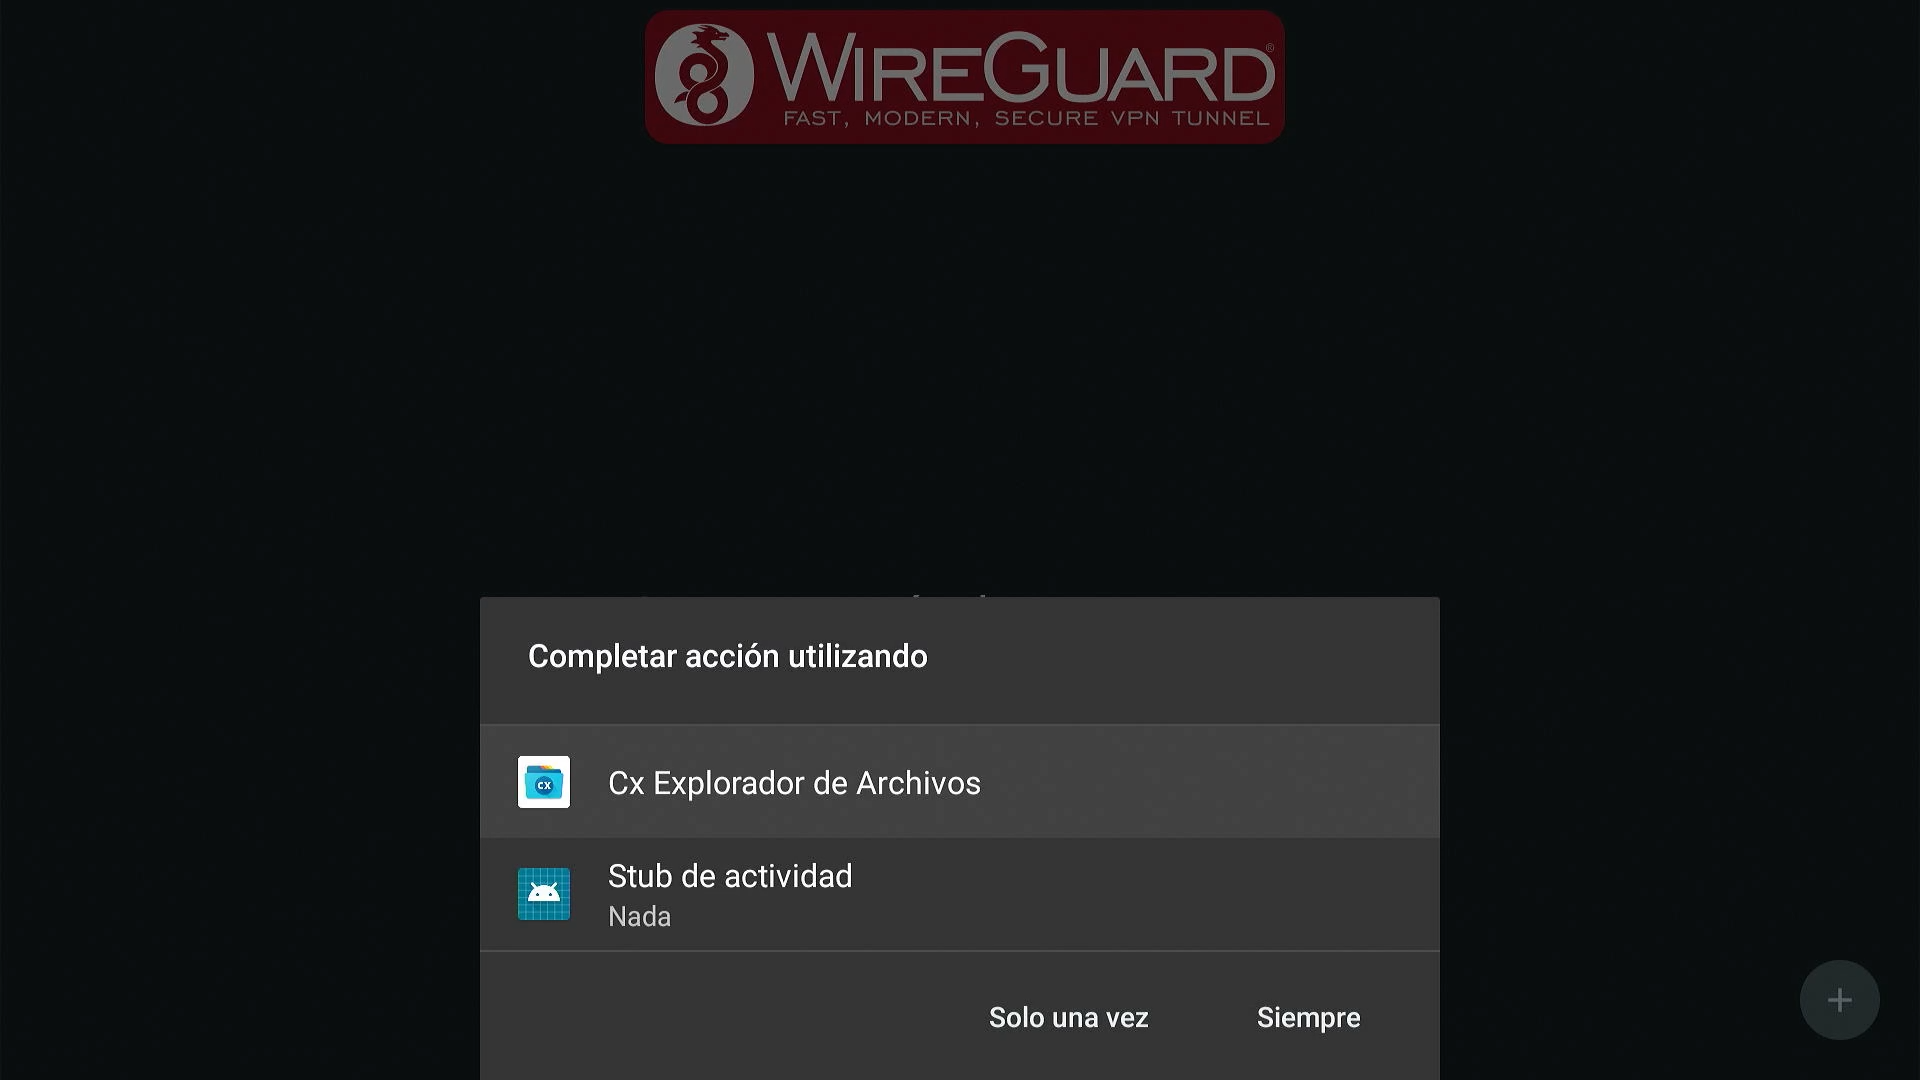 WIREGUARD®
FAST, MODERN, SECURE VPN TUNNEL
Completar acción utilizando
CX
Cx Explorador de Archivos
Stub de actividad
Nada
Solo una vez
Siempre
+